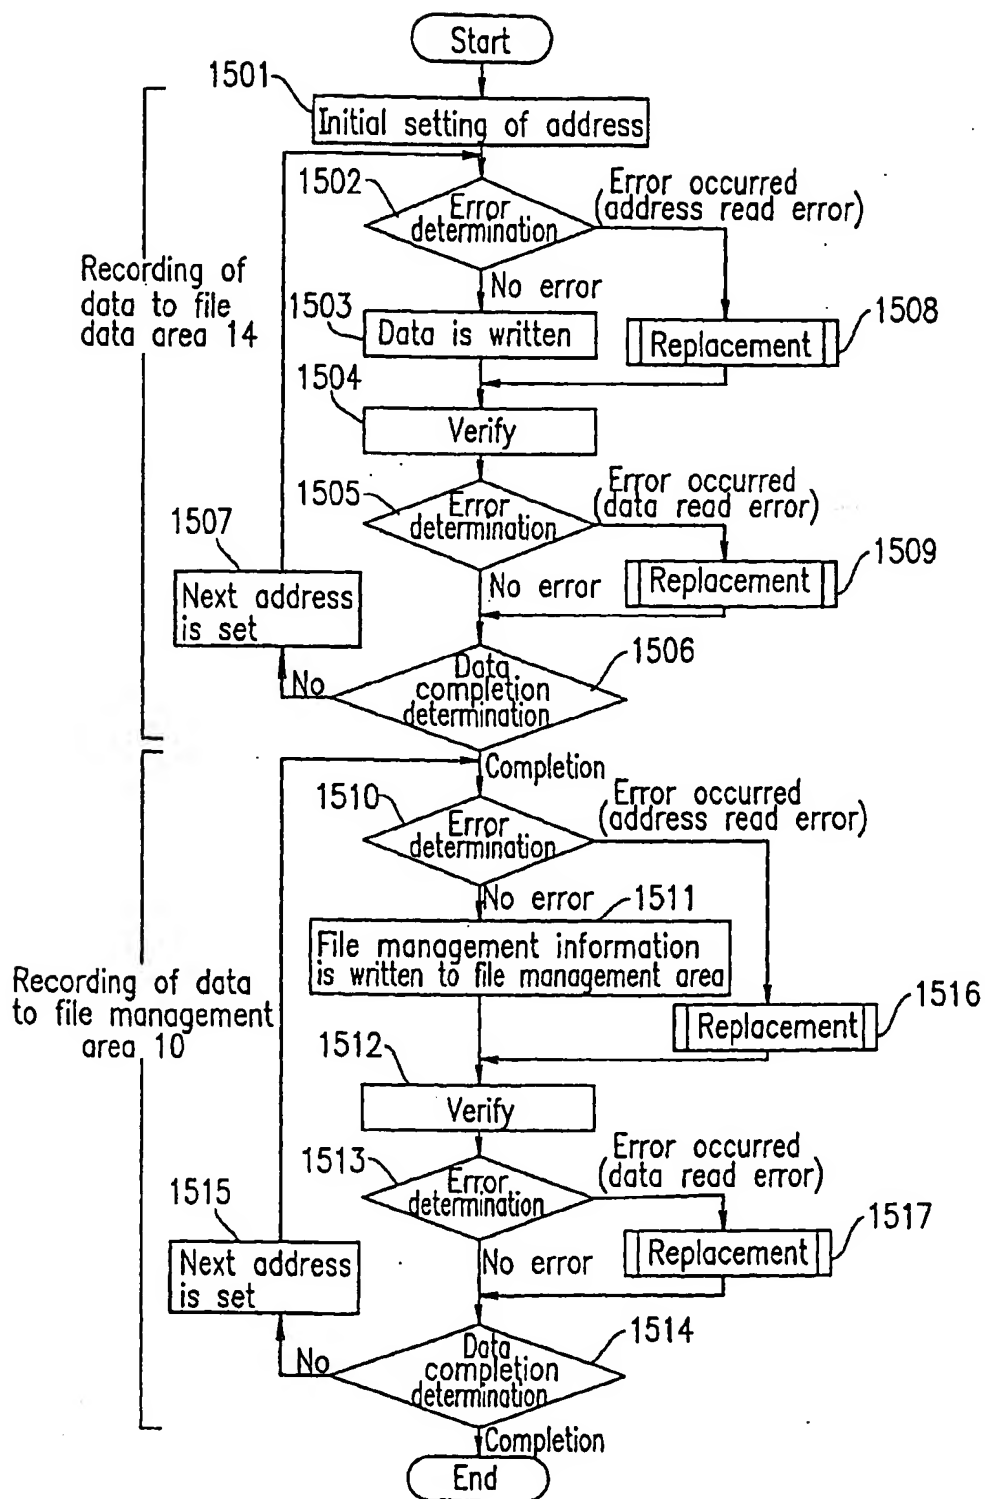 Start
1501
Initial setting of address
1502
Error
determination
Error occurred
(address read error)
Recording of
data to file
data area 14
No error
1503
Data is written
1508
Replacement
1504
Verify
1505
Error
determination
Error occurred
(data read error)
1507
Next address
is set
No error
1509
Replacement
1506
Data
completion
determination
No
Completion
1510
Error
determination
Error occurred
(address read error)
No error
1511
File management information
is written to file management area
Recording of data
to file management
area 10
1516
Replacement
1512
Verify
1513
Error
determination
Error occurred
(data read error)
1515
Next address
is set
No error
1517
Replacement
1514
Data
completion
determination
No
Completion
End